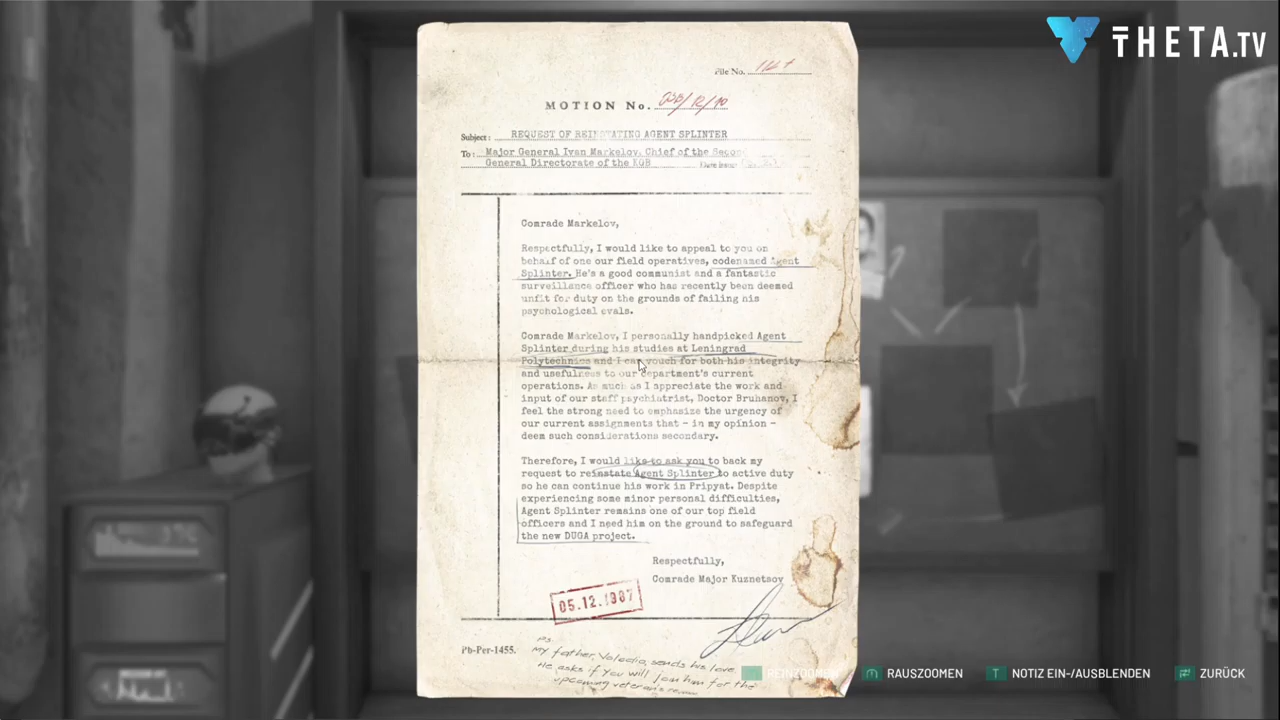 THETA.tv
File No.
MOTION No.
Subject: REQUEST OF REINSTATING AGENT SPLINTER
To: Major General Ivan Markelov, Chief of the Second
General Directorate of the KGB
Comrade Markelov,
Respectfully, I would like to appeal to you on
behalf of one our field operatives, codenamed Agent
Splinter. He's a good communist and a fantastic
surveillance officer who has recently been deemed
unfit for duty on the grounds of failing his
psychological evals.
Comrade Markelov, I personally handpicked Agent
Splinter during his studies at Leningrad
Polytechnics and I can vouch for both his integrity
and usefulness to our department's current
operations. As much as I appreciate the work and
input of our staff psychiatrist, Doctor Bruhanov, I
feel the strong need to emphasize the urgency of
our current assignments that - in my opinion -
deem such considerations secondary.
Therefore, I would like to ask you to back my
request to reinstate Agent Splinter to active duty
so he can continue his work in Pripyat. Despite
experiencing some minor personal difficulties,
Agent Splinter remains one of our top field
officers and I need him on the ground to safeguard
the new DUGA project.
Respectfully,
Comrade Major Kuznetsov
05.12.1987
Pb-Per-1455.
Ps.
My father, Volodia, sends his love.
He asks if you will join him for the
upcoming veteran's
REINZOOMEN
M RAUSZOOMEN
T NOTIZ EIN-/AUSBLENDEN
ZURÜCK